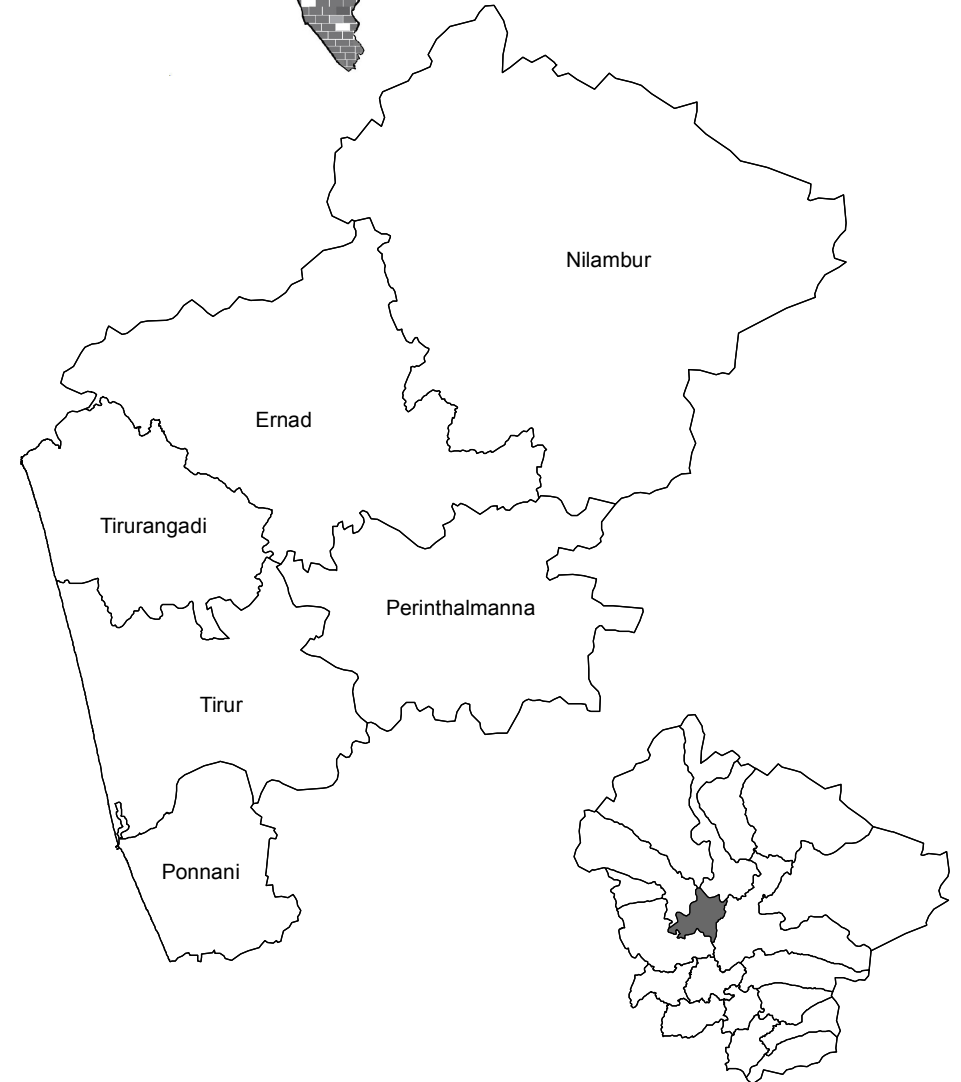 Nilambur
Ernad
Tirurangadi
Perinthalmanna
Tirur
Ponnani